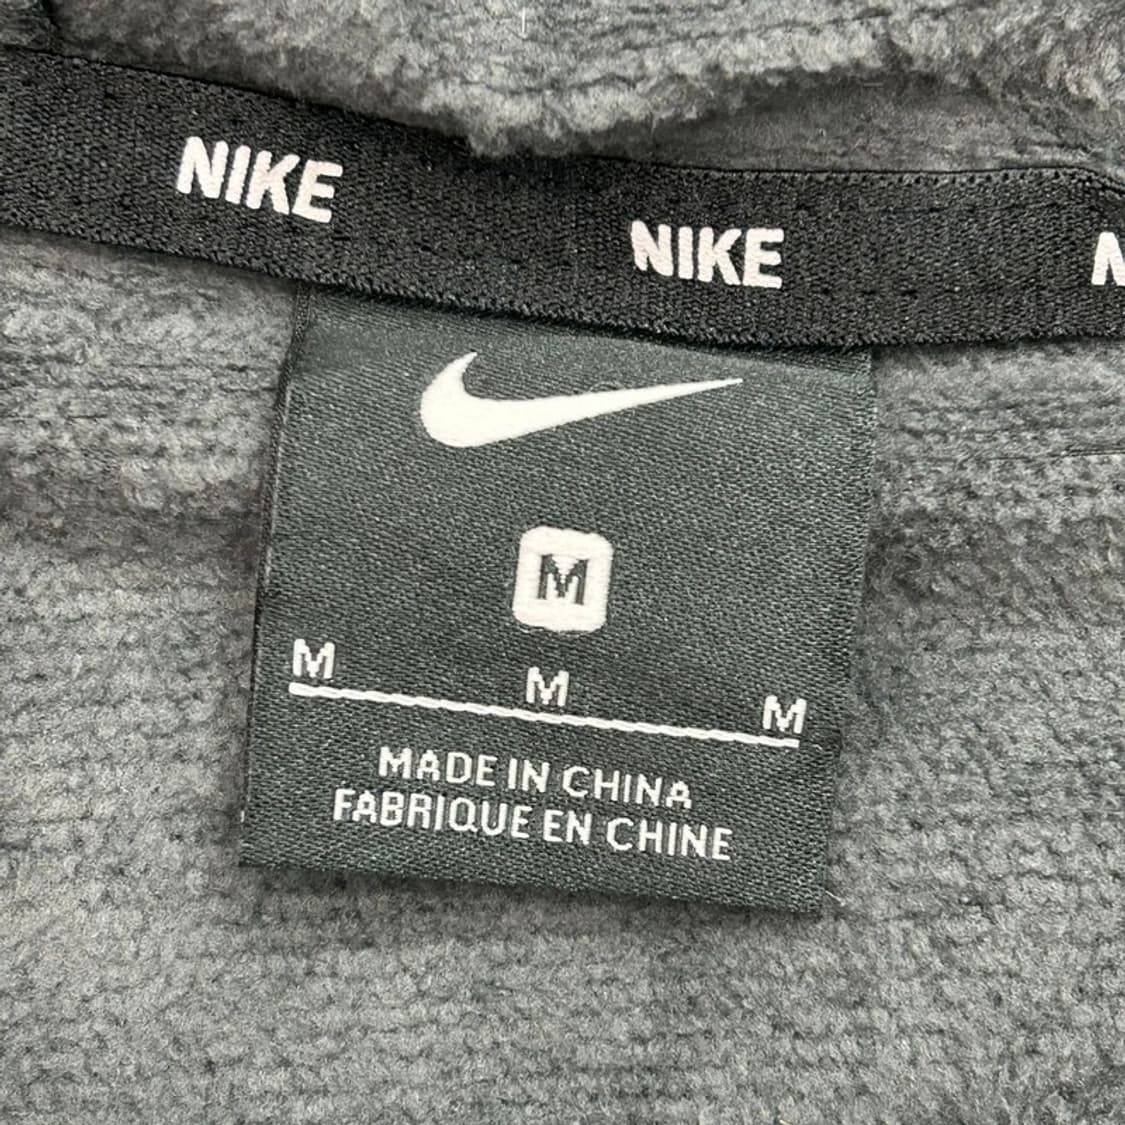 NIKE NIKE N
M
M M M
MADE IN CHINA
FABRIQUE EN CHINE